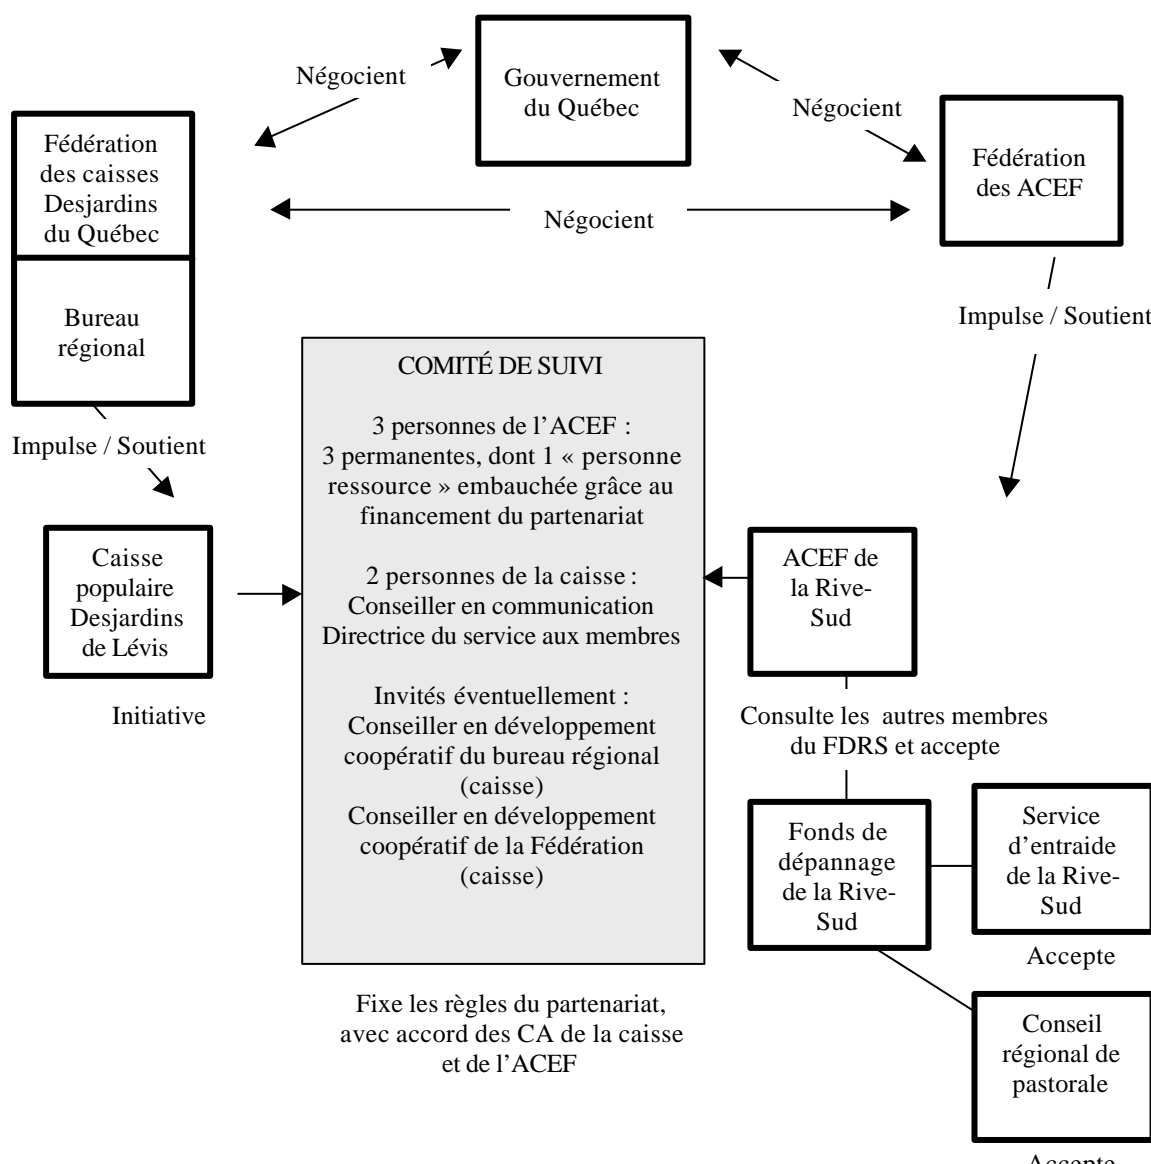 Gouvernement
du Québec
Négocient
Négocient
Fédération
des caisses
Desjardins
du Québec
Fédération
des ACEF
Négocient
Bureau
régional
Impulse / Soutient
Impulse / Soutient
COMITÉ DE SUIVI
3 personnes de l’ACEF :
3 permanentes, dont 1 « personne
ressource » embauchée grâce au
financement du partenariat
2 personnes de la caisse :
Conseiller en communication
Directrice du service aux membres
Invités éventuellement :
Conseiller en développement
coopératif du bureau régional
(caisse)
Conseiller en développement
coopératif de la Fédération
(caisse)
Caisse
populaire
Desjardins
de Lévis
Initiative
ACEF de
la Rive-
Sud
Consulte les autres membres
du FDRS et accepte
Fonds de
dépannage
de la Rive-
Sud
Service
d’entraide
de la Rive-
Sud
Accepte
Fixe les règles du partenariat,
avec accord des CA de la caisse
et de l’ACEF
Conseil
régional de
pastorale
Accepte